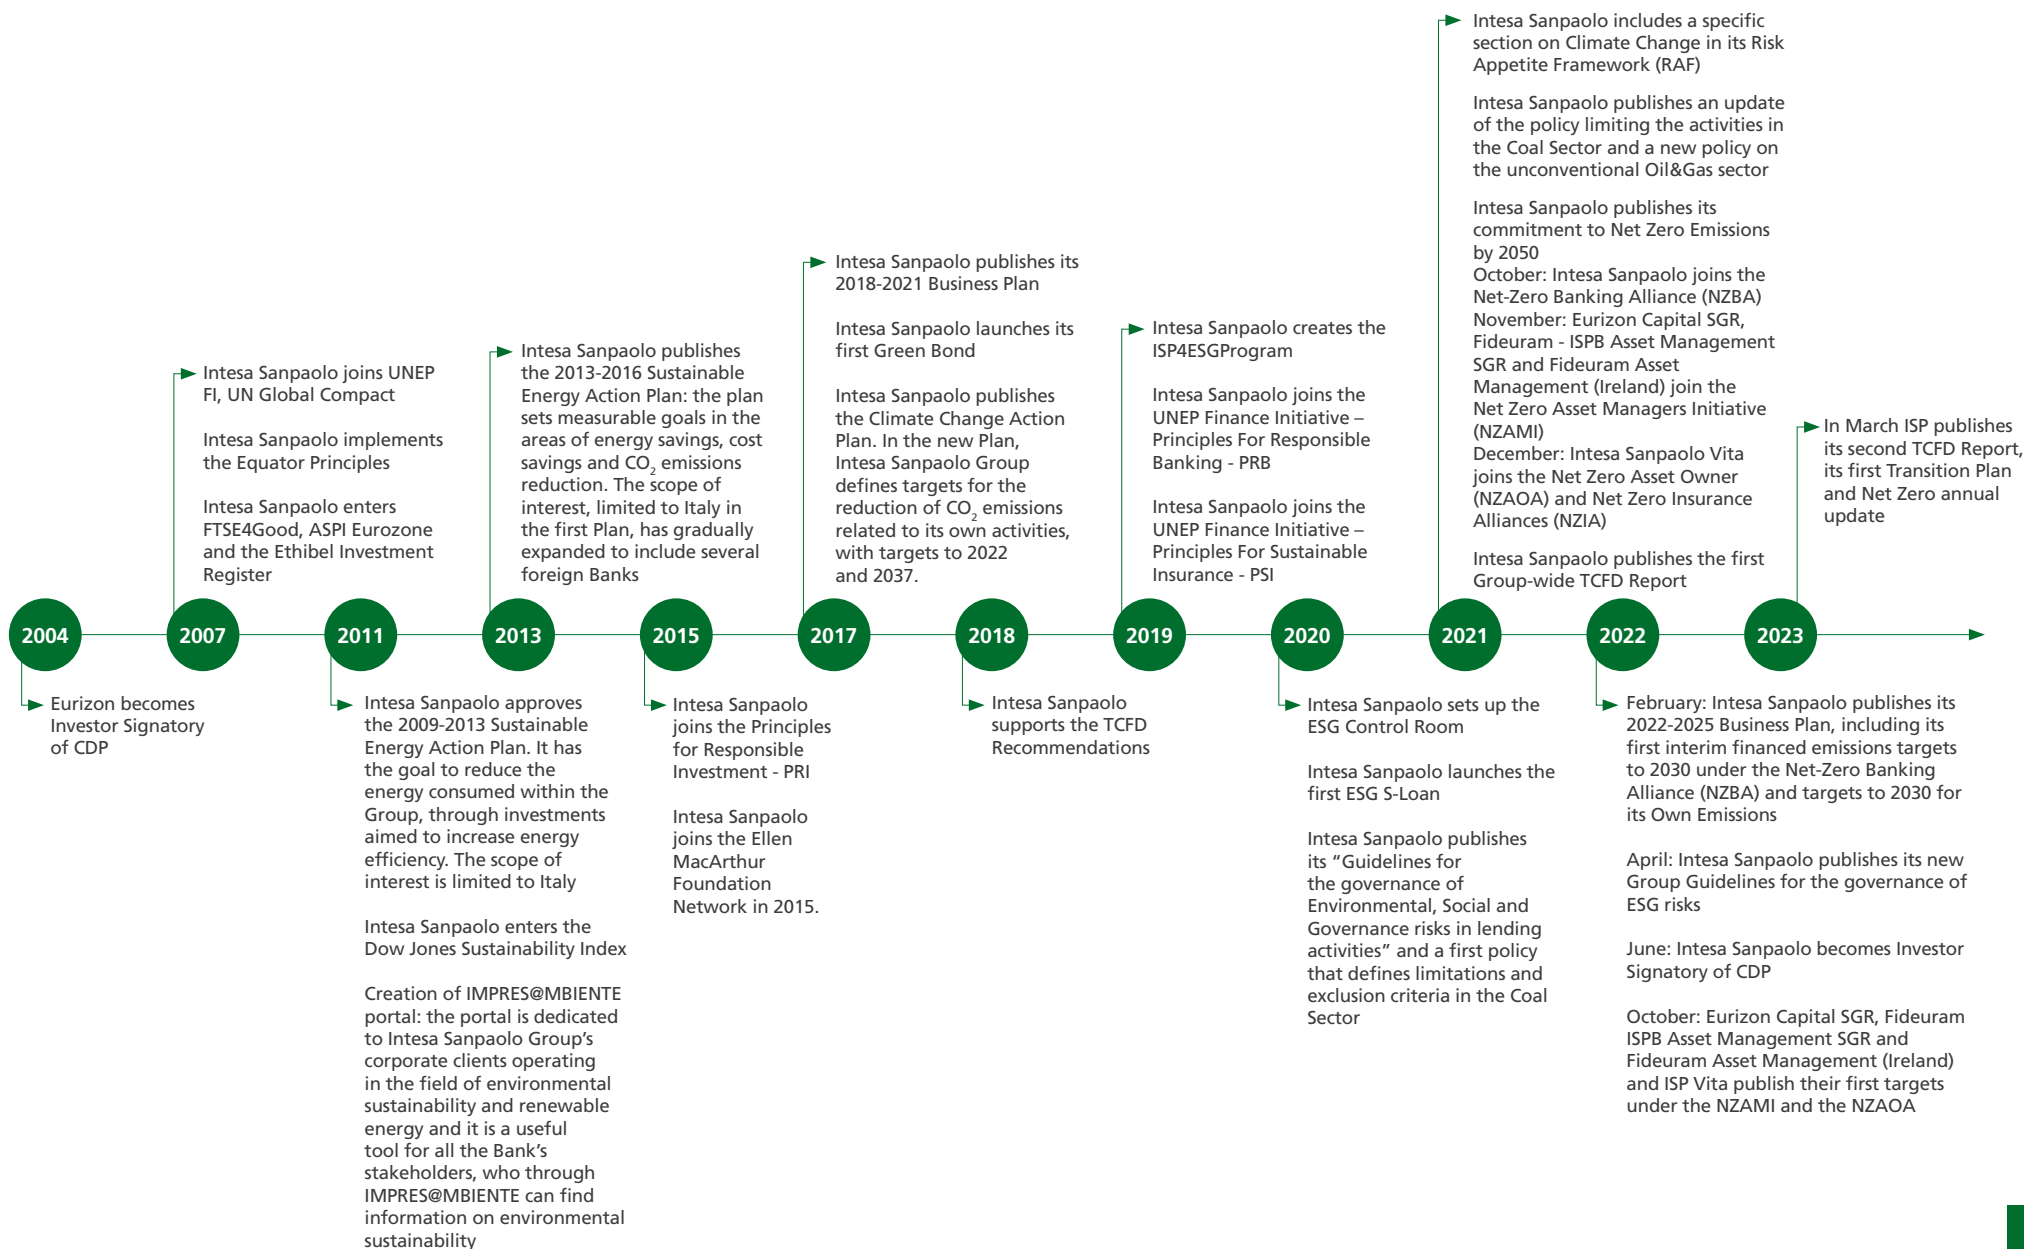 Intesa Sanpaolo includes a specific
section on Climate Change in its Risk
Appetite Framework (RAF)
Intesa Sanpaolo publishes an update
of the policy limiting the activities in
the Coal Sector and a new policy on
the unconventional Oil&Gas sector
Intesa Sanpaolo publishes its
commitment to Net Zero Emissions
by 2050
October: Intesa Sanpaolo joins the
Net-Zero Banking Alliance (NZBA)
November: Eurizon Capital SGR,
Fideuram - ISPB Asset Management
SGR and Fideuram Asset
Management (Ireland) join the
Net Zero Asset Managers Initiative
(NZAMI)
December: Intesa Sanpaolo Vita
joins the Net Zero Asset Owner
(NZAOA) and Net Zero Insurance
Alliances (NZIA)
Intesa Sanpaolo publishes the first
Group-wide TCFD Report
Intesa Sanpaolo joins UNEP
FI, UN Global Compact
Intesa Sanpaolo implements
the Equator Principles
Intesa Sanpaolo enters
FTSE4Good, ASPI Eurozone
and the Ethibel Investment
Register
Intesa Sanpaolo publishes
the 2013-2016 Sustainable
Energy Action Plan: the plan
sets measurable goals in the
areas of energy savings, cost
savings and CO2 emissions
reduction. The scope of
interest, limited to Italy in
the first Plan, has gradually
expanded to include several
foreign Banks
Intesa Sanpaolo publishes its
2018-2021 Business Plan
Intesa Sanpaolo launches its
first Green Bond
Intesa Sanpaolo publishes
the Climate Change Action
Plan. In the new Plan,
Intesa Sanpaolo Group
defines targets for the
reduction of CO2 emissions
related to its own activities,
with targets to 2022
and 2037.
Intesa Sanpaolo creates the
ISP4ESGProgram
Intesa Sanpaolo joins the
UNEP Finance Initiative –
Principles For Responsible
Banking - PRB
Intesa Sanpaolo joins the
UNEP Finance Initiative –
Principles For Sustainable
Insurance - PSI
In March ISP publishes
its second TCFD Report,
its first Transition Plan
and Net Zero annual
update
2004
2007
2011
2013
2015
2017
2018
2019
2020
2021
2022
2023
Eurizon becomes
Investor Signatory
of CDP
Intesa Sanpaolo approves
the 2009-2013 Sustainable
Energy Action Plan. It has
the goal to reduce the
energy consumed within the
Group, through investments
aimed to increase energy
efficiency. The scope of
interest is limited to Italy
Intesa Sanpaolo enters the
Dow Jones Sustainability Index
Creation of IMPRES@MBIENTE
portal: the portal is dedicated
to Intesa Sanpaolo Group's
corporate clients operating
in the field of environmental
sustainability and renewable
energy and it is a useful
tool for all the Bank's
stakeholders, who through
IMPRES@MBIENTE can find
information on environmental
sustainability
Intesa Sanpaolo
joins the Principles
for Responsible
Investment - PRI
Intesa Sanpaolo
joins the Ellen
MacArthur
Foundation
Network in 2015.
Intesa Sanpaolo
supports the TCFD
Recommendations
Intesa Sanpaolo sets up the
ESG Control Room
Intesa Sanpaolo launches the
first ESG S-Loan
Intesa Sanpaolo publishes
its “Guidelines for
the governance of
Environmental, Social and
Governance risks in lending
activities” and a first policy
that defines limitations and
exclusion criteria in the Coal
Sector
February: Intesa Sanpaolo publishes its
2022-2025 Business Plan, including its
first interim financed emissions targets
to 2030 under the Net-Zero Banking
Alliance (NZBA) and targets to 2030 for
its Own Emissions
April: Intesa Sanpaolo publishes its new
Group Guidelines for the governance of
ESG risks
June: Intesa Sanpaolo becomes Investor
Signatory of CDP
October: Eurizon Capital SGR, Fideuram
ISPB Asset Management SGR and
Fideuram Asset Management (Ireland)
and ISP Vita publish their first targets
under the NZAMI and the NZAOA